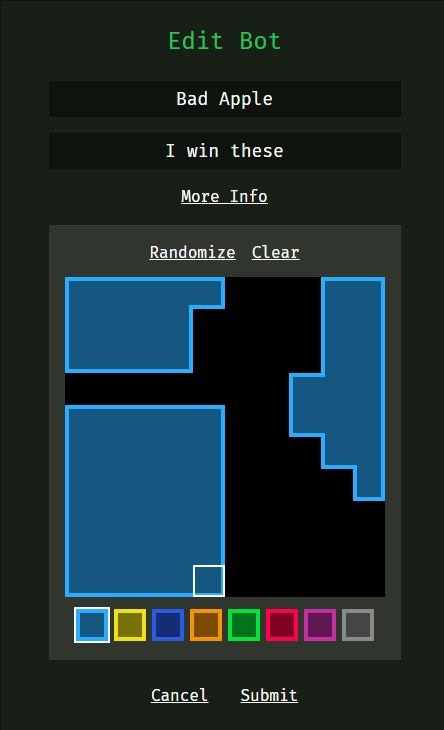 Edit Bot
Bad Apple
I win these
More Info
Randomize Clear
Cancel Submit